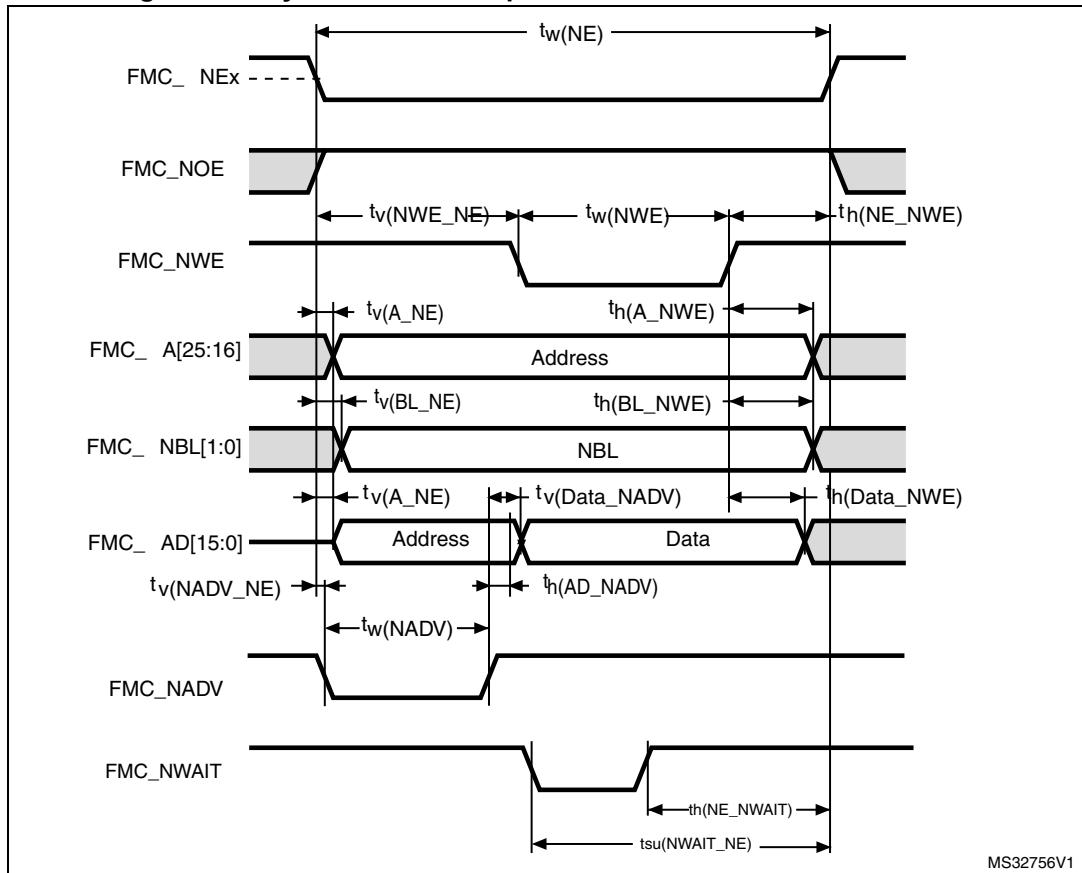 tw(NE)
FMC_ NEx
FMC_NOE
tv(NWE_NE) tw(NWE) th(NE_NWE)
FMC_NWE
tv(A_NE) th(A_NWE)
FMC_ A[25:16] Address
tv(BL_NE) th(BL_NWE)
FMC_ NBL[1:0] NBL
tv(A_NE) tv(Data_NADV) th(Data_NWE)
FMC_ AD[15:0] Address Data
tv(NADV_NE) th(AD_NADV)
tw(NADV)
FMC_NADV
FMC_NWAIT
th(NE_NWAIT)
tsu(NWAIT_NE)
MS32756V1